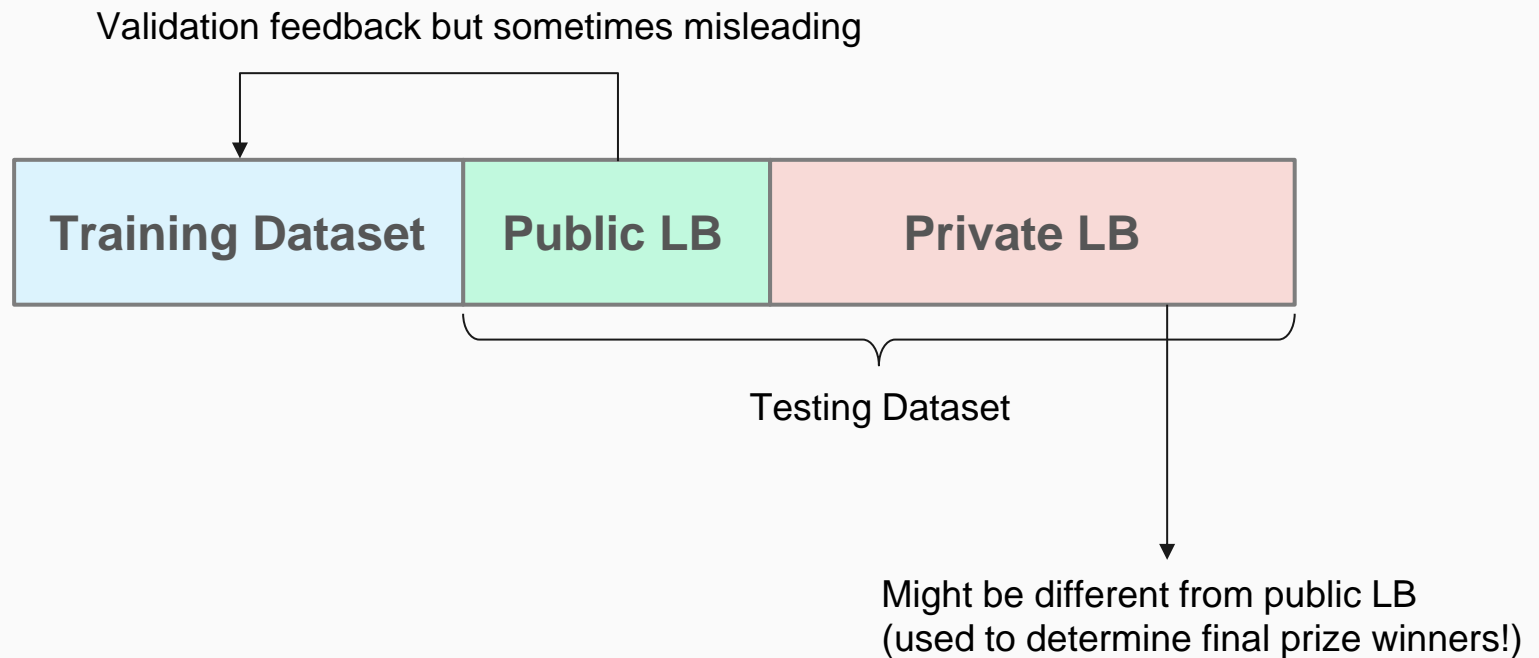 Validation feedback but sometimes misleading
Training Dataset
Public LB
Private LB
Testing Dataset
Might be different from public LB
(used to determine final prize winners!)